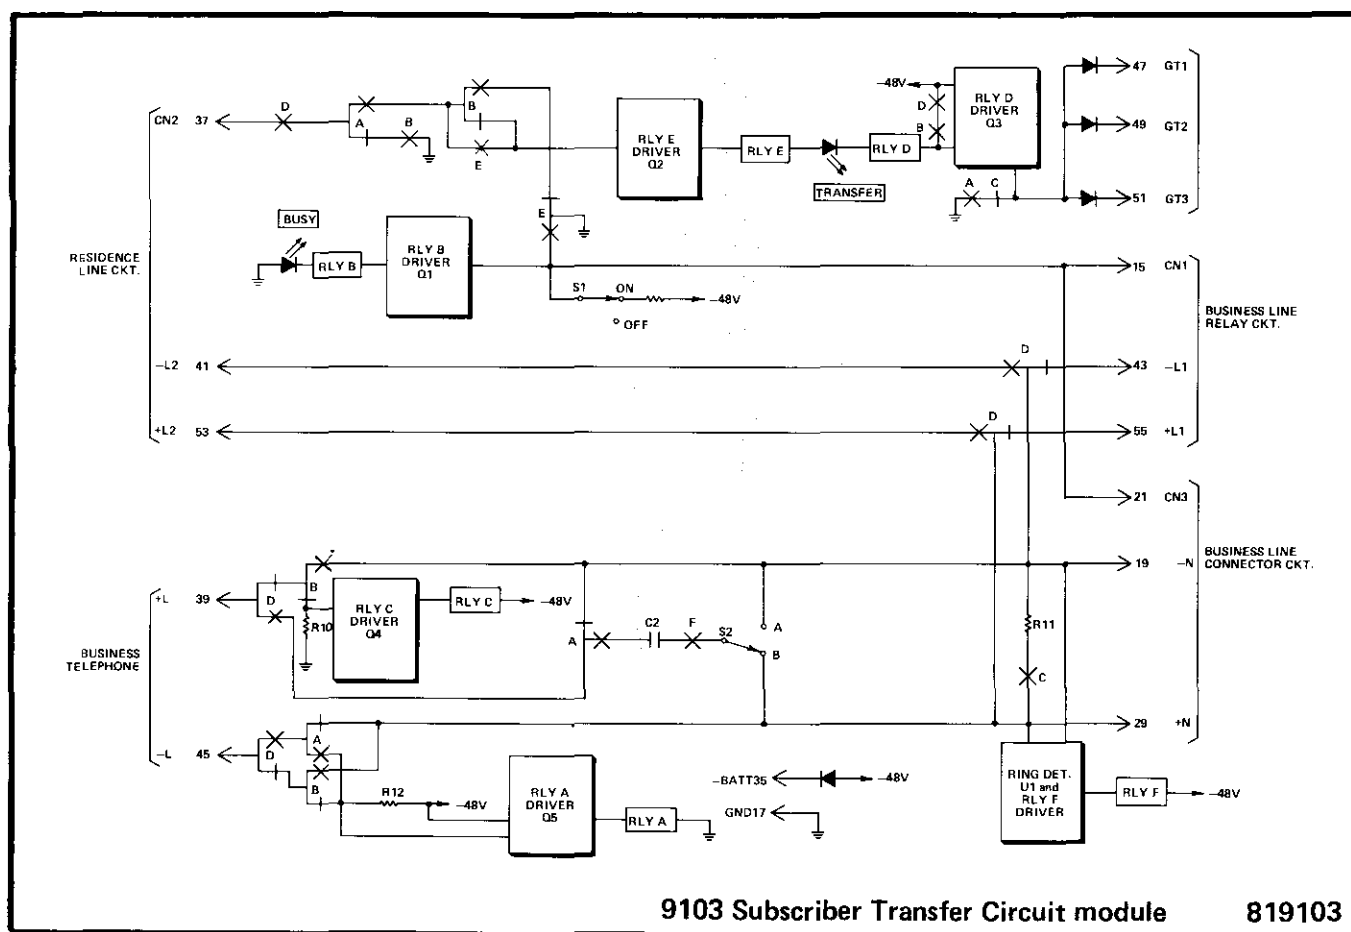 -48V
RLY D
DRIVER
Q3
D
B
47 GT1
49 GT2
51 GT3
A C
CN2 37
D
A
B
B
E
RLY E
DRIVER
Q2
RLY E
TRANSFER
RLY D
BUSY
RLY B
RLY B
DRIVER
Q1
E
S1 ON
OFF
-48V
RESIDENCE
LINE CKT.
15 CN1
BUSINESS LINE
RELAY CKT.
-L2 41
D
43 -L1
+L2 53
D
55 +L1
21 CN3
BUSINESS LINE
CONNECTOR CKT.
19 -N
+L 39
D
B
R10
RLY C
DRIVER
Q4
RLY C
-48V
A
C2
F
S2
A
B
R11
C
BUSINESS
TELEPHONE
29 +N
-L 45
D
A
B
R12
-48V
RLY A
DRIVER
Q5
RLY A
-BATT35
-48V
GND17
RING DET.
U1 and
RLY F
DRIVER
RLY F
-48V
9103 Subscriber Transfer Circuit module 819103